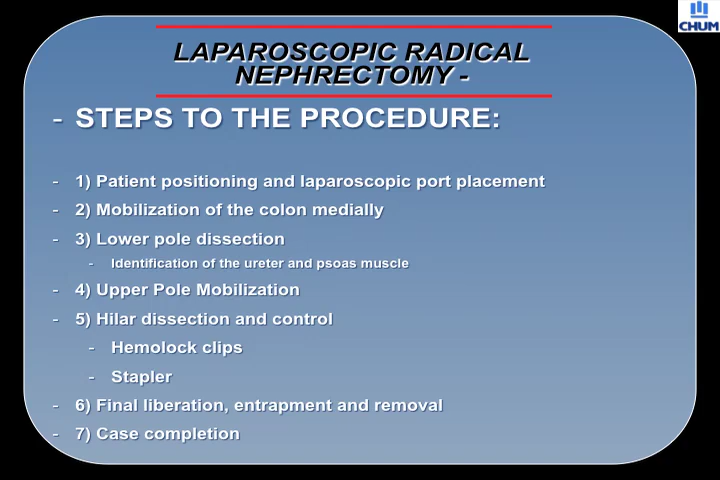 CHUM
LAPAROSCOPIC RADICAL
NEPHRECTOMY -
- STEPS TO THE PROCEDURE:
- 1) Patient positioning and laparoscopic port placement
- 2) Mobilization of the colon medially
- 3) Lower pole dissection
- Identification of the ureter and psoas muscle
- 4) Upper Pole Mobilization
- 5) Hilar dissection and control
- Hemolock clips
- Stapler
- 6) Final liberation, entrapment and removal
- 7) Case completion